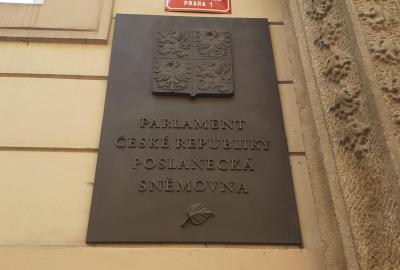 PRAHA 1
PARLAMENT
ČESKÉ REPUBLIKY
POSLANECKÁ
SNĚMOVNA